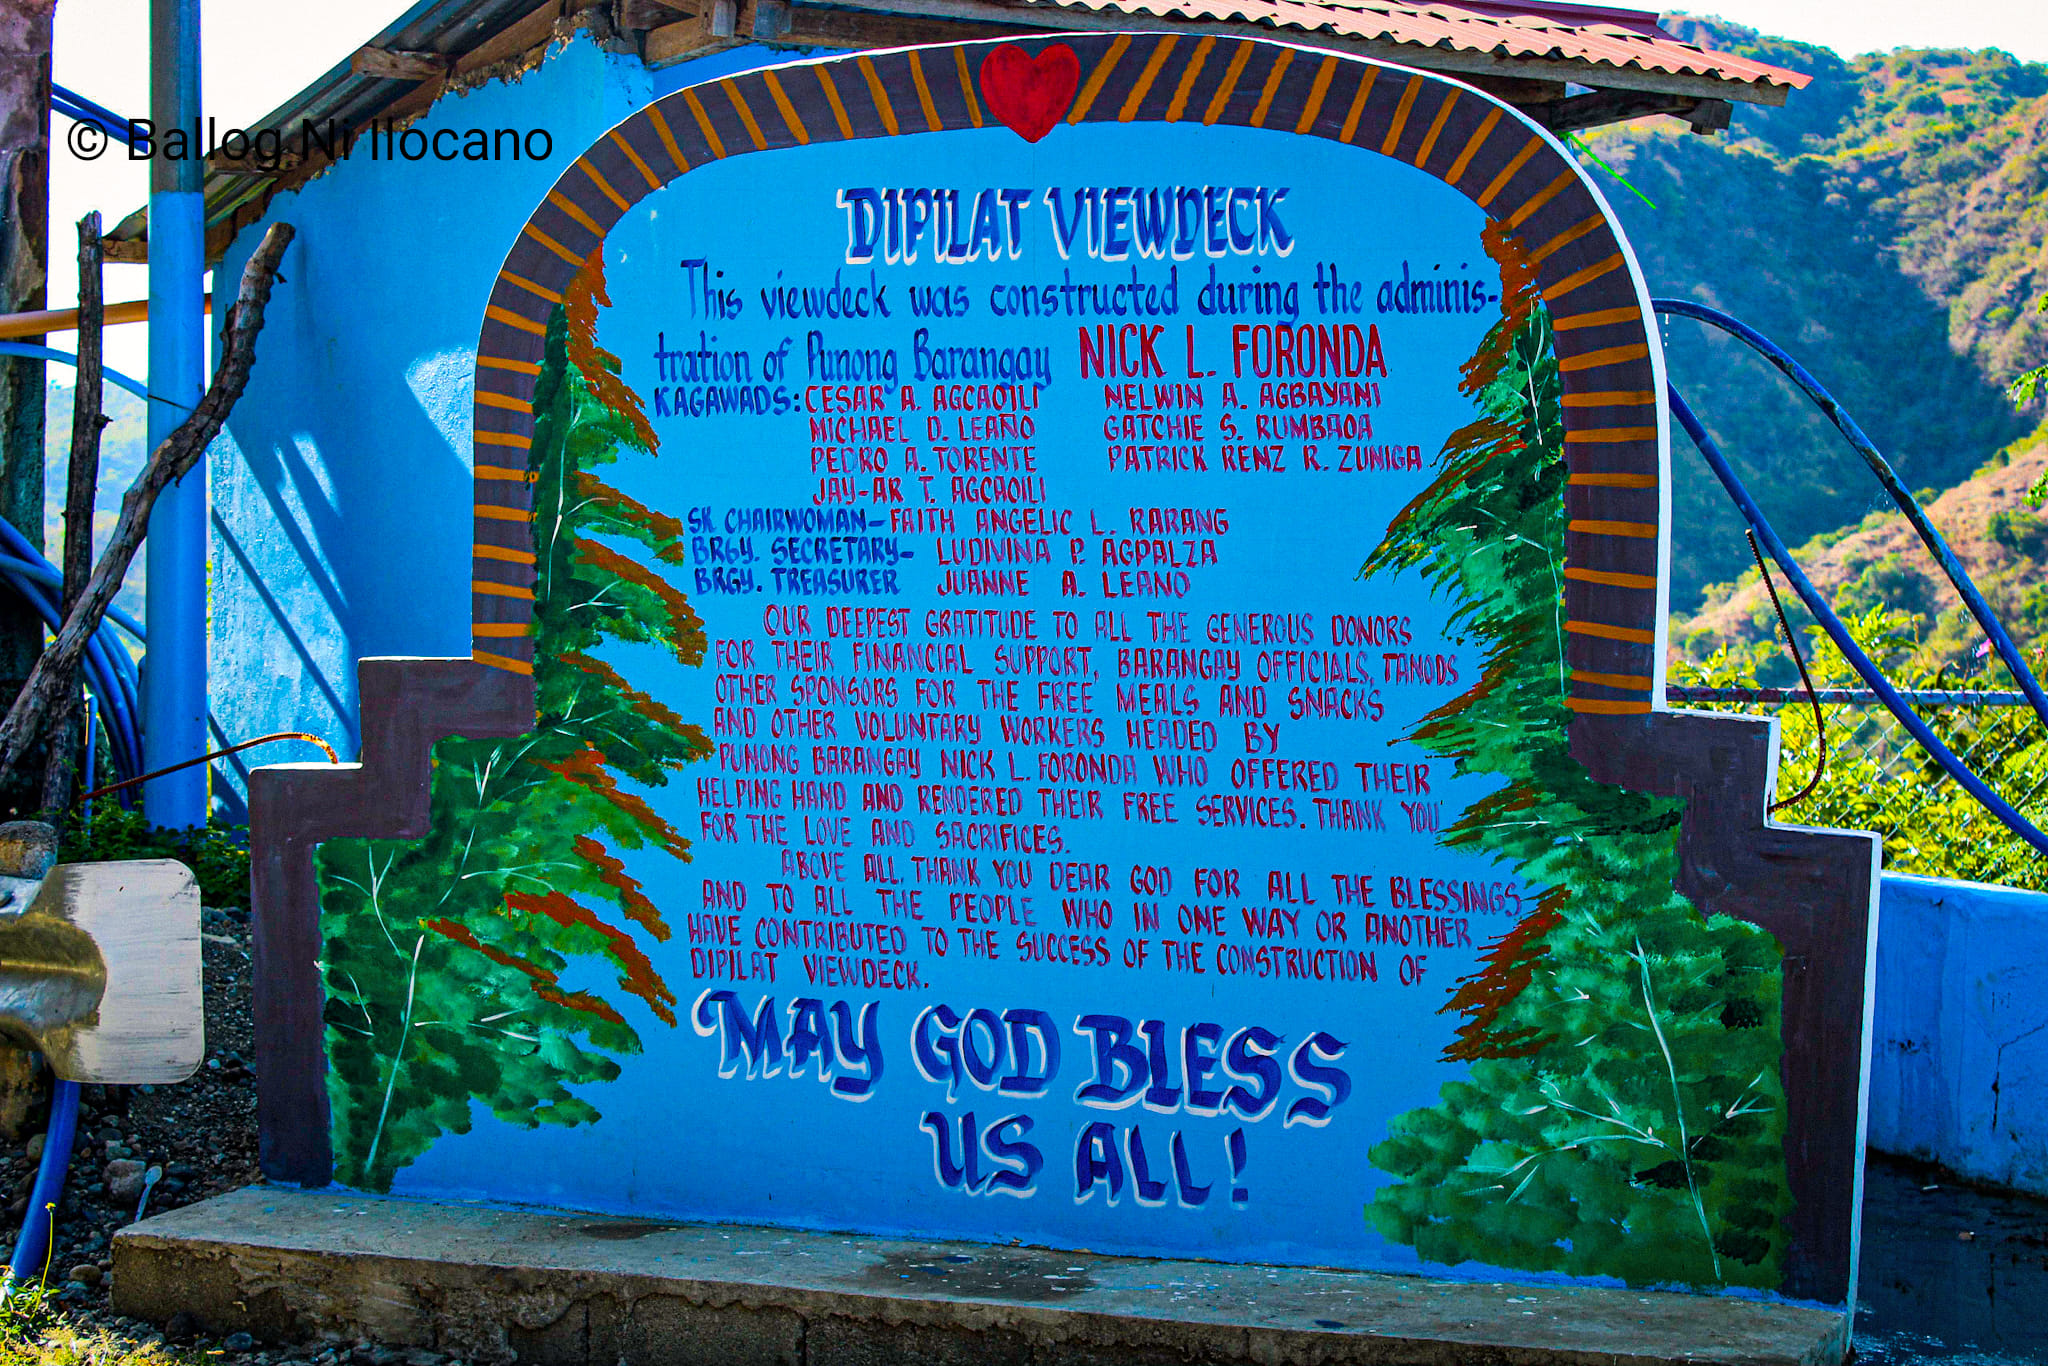 © Ballog Ni Ilocano
DIPILAT VIEWDECK
This viewdeck was constructed during the adminis-
tration of Punong Barangay NICK L. FORONDA
KAGAWADS: CESAR A. AGCAOILI NELWIN A. AGBAYANI
MICHAEL D. LEAÑO GATCHIE S. RUMBAOA
PEDRO A. TORENTE PATRICK RENZ R. ZUNIGA
JAY-AR T. AGCAOILI
SK CHAIRWOMAN- FAITH ANGELIC L. RARANG
BRGY. SECRETARY- LUDIVINA P. AGPALZA
BRGY. TREASURER JUANNE A. LEANO
OUR DEEPEST GRATITUDE TO ALL THE GENEROUS DONORS
FOR THEIR FINANCIAL SUPPORT, BARANGAY OFFICIALS, TANODS
OTHER SPONSORS FOR THE FREE MEALS AND SNACKS
AND OTHER VOLUNTARY WORKERS HEADED BY
PUNONG BARANGAY NICK L. FORONDA WHO OFFERED THEIR
HELPING HAND AND RENDERED THEIR FREE SERVICES. THANK YOU
FOR THE LOVE AND SACRIFICES.
ABOVE ALL, THANK YOU DEAR GOD FOR ALL THE BLESSINGS
AND TO ALL THE PEOPLE WHO IN ONE WAY OR ANOTHER
HAVE CONTRIBUTED TO THE SUCCESS OF THE CONSTRUCTION OF
DIPILAT VIEWDECK.
MAY GOD BLESS
US ALL!